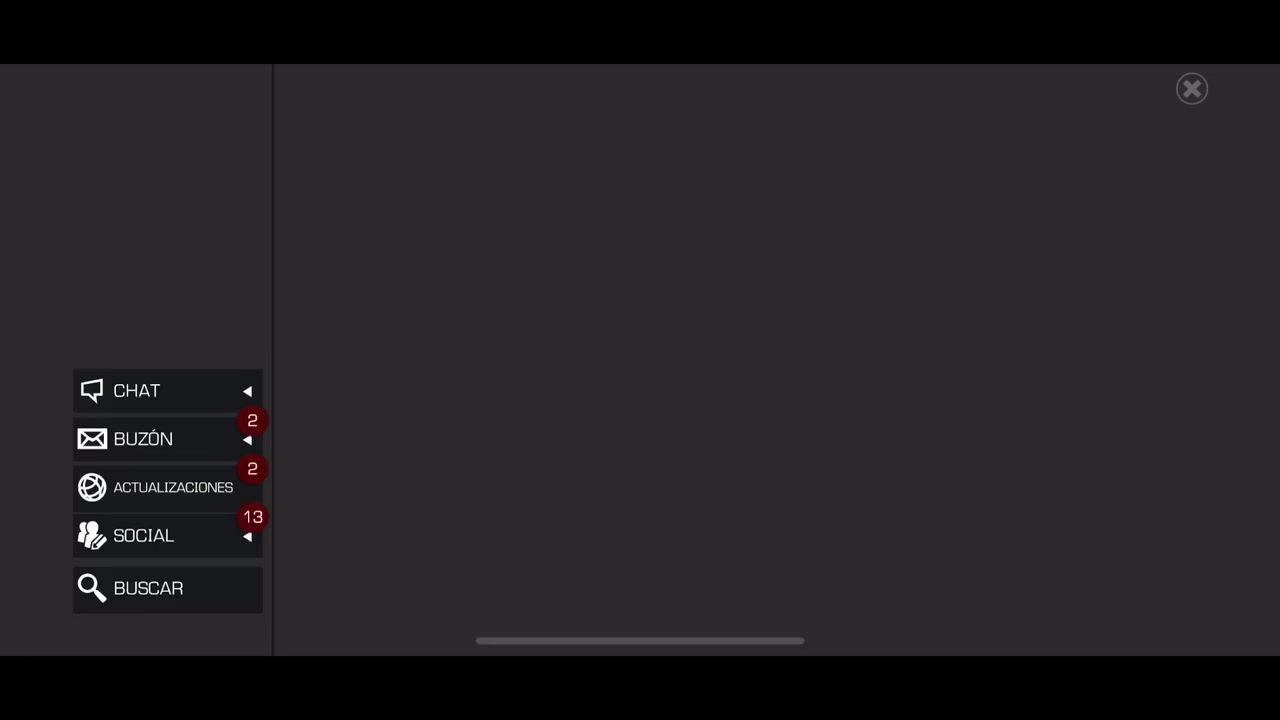 CHAT
2
BUZÓN
2
ACTUALIZACIONES
13
SOCIAL
BUSCAR